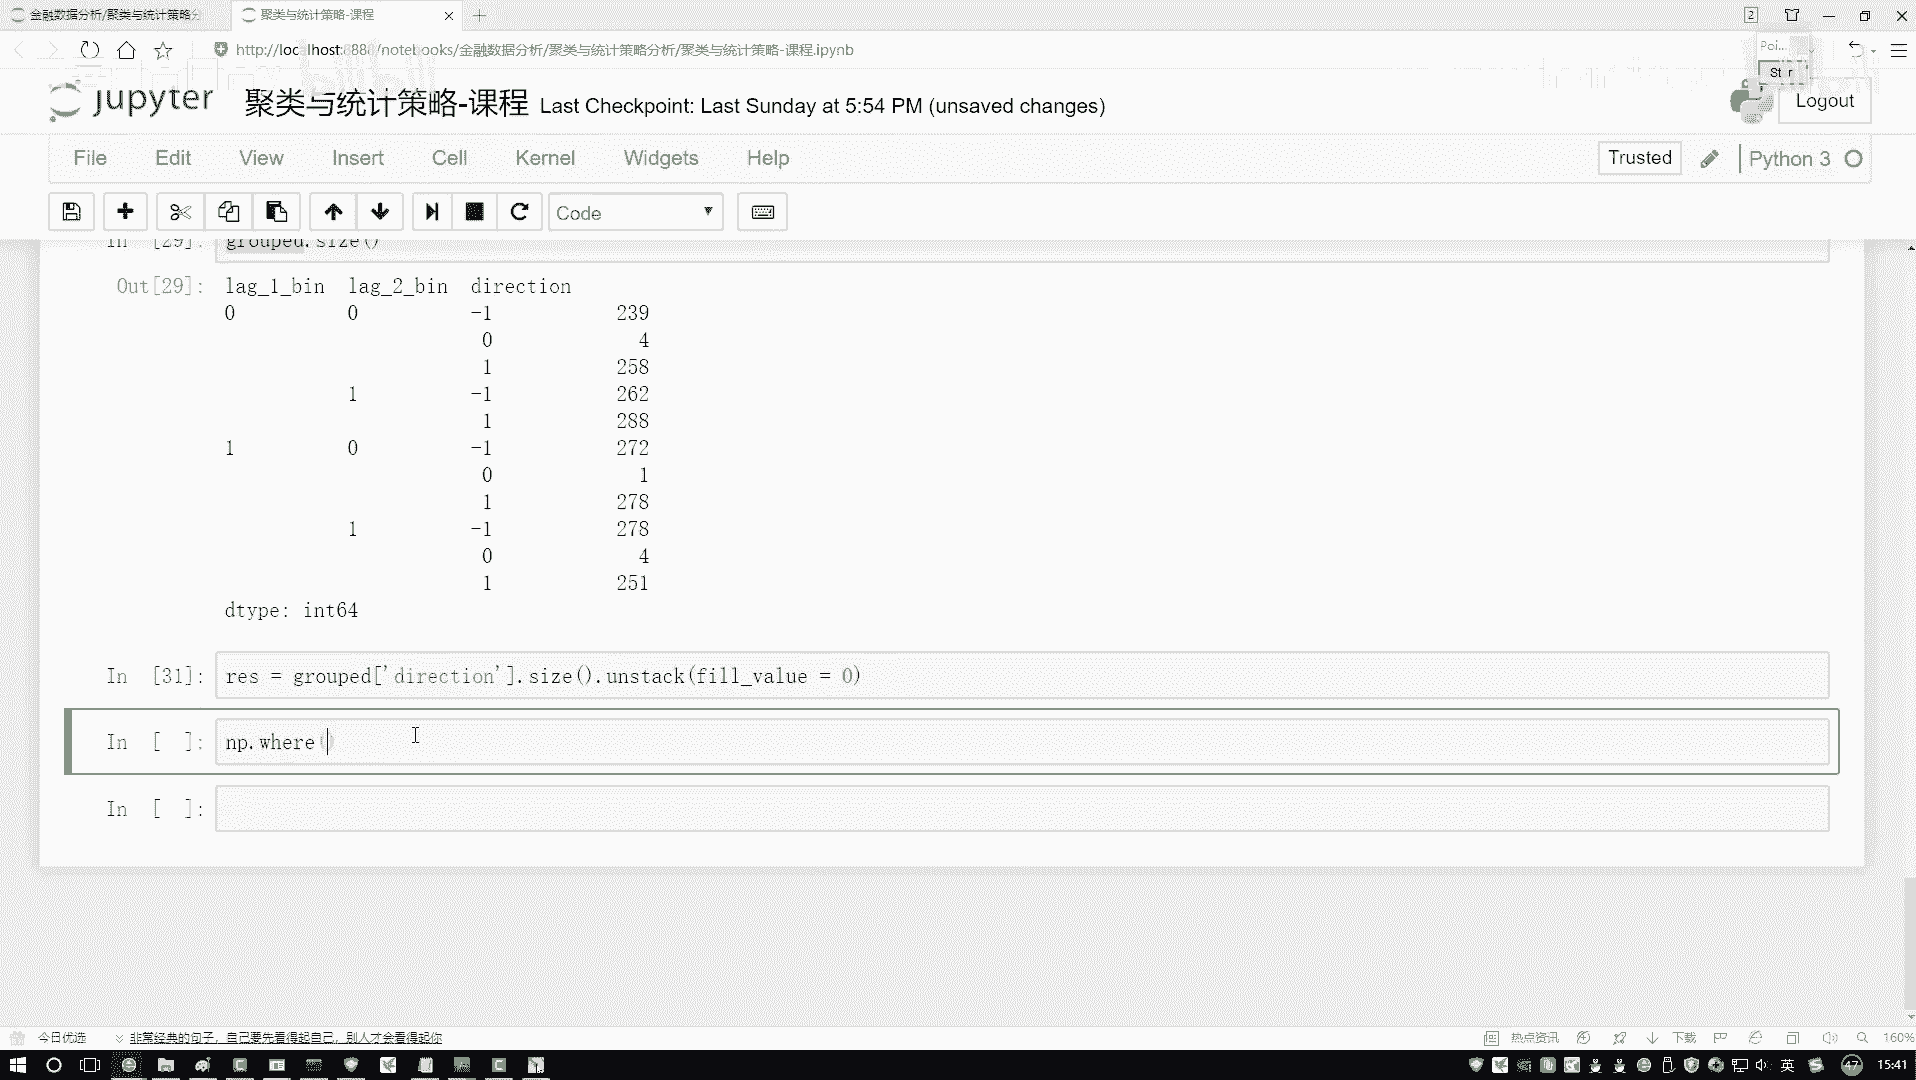 金融数据分析/聚类与统计策略分
聚类与统计策略-课程
2
http://localhost:8888/notebooks/金融数据分析/聚类与统计策略分析/聚类与统计策略-课程.ipynb
Poi...
jupyter 聚类与统计策略-课程 Last Checkpoint: Last Sunday at 5:54 PM (unsaved changes)
Logout
File Edit View Insert Cell Kernel Widgets Help
Trusted Python 3
Code
In [29]: grouped.size()
Out[29]: lag_1_bin lag_2_bin direction
0 0 -1 239
0 4
1 258
1 -1 262
1 288
1 0 -1 272
0 1
1 278
1 -1 278
0 4
1 251
dtype: int64
In [31]: res = grouped['direction'].size().unstack(fill_value = 0)
In [ ]: np.where()
In [ ]:
今日优选 非常经典的句子，自己要先看得起自己，别人才会看得起你
热点资讯 下载 160%
英 47 15:41